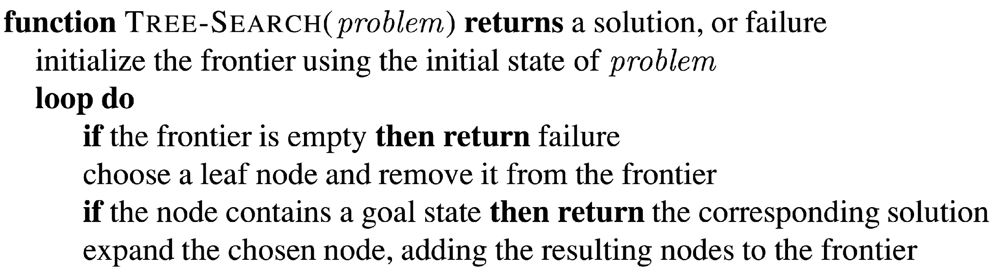 function TREE-SEARCH(problem) returns a solution, or failure
initialize the frontier using the initial state of problem
loop do
if the frontier is empty then return failure
choose a leaf node and remove it from the frontier
if the node contains a goal state then return the corresponding solution
expand the chosen node, adding the resulting nodes to the frontier